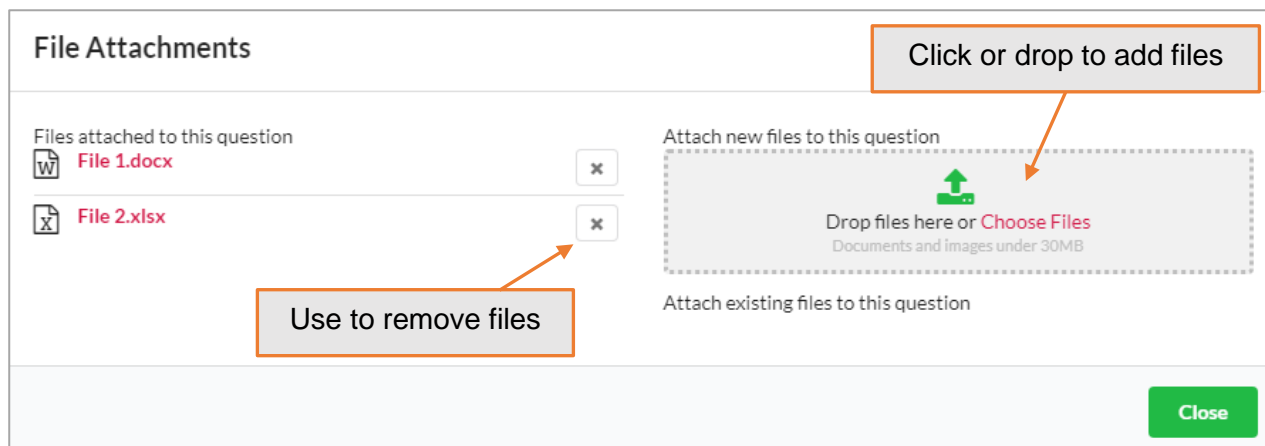 File Attachments
Click or drop to add files
Files attached to this question
File 1.docx
File 2.xlsx
Use to remove files
Attach new files to this question
Drop files here or Choose Files
Documents and images under 30MB
Attach existing files to this question
Close